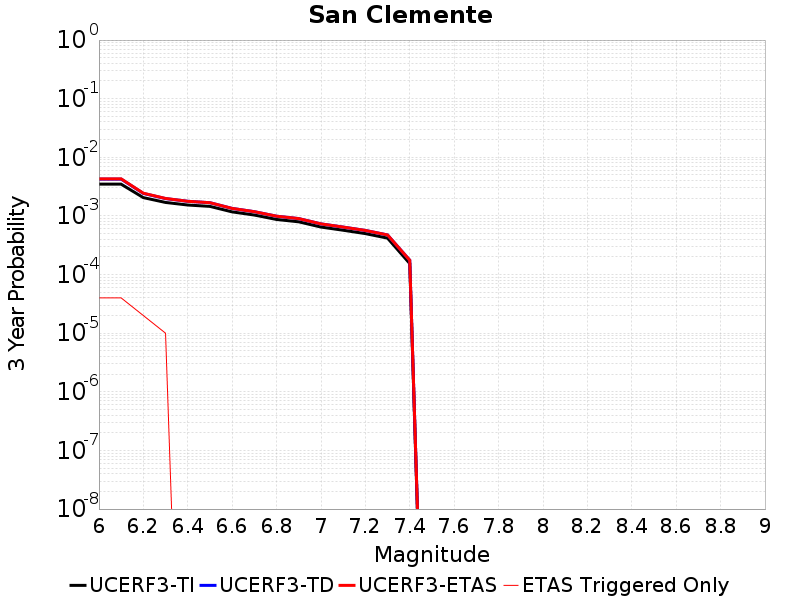 San Clemente
10^0
10^-1
10^-2
10^-3
10^-4
10^-5
10^-6
10^-7
10^-8
3 Year Probability
6 6.2 6.4 6.6 6.8 7 7.2 7.4 7.6 7.8 8 8.2 8.4 8.6 8.8 9
Magnitude
UCERF3-TI UCERF3-TD UCERF3-ETAS ETAS Triggered Only